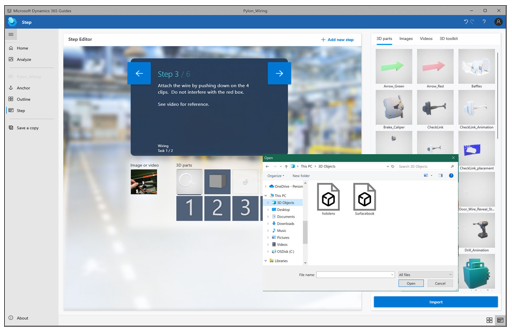 Microsoft Dynamics 365 Guides
Pylon_Wiring
Step
Home
Analyze
Anchor
Outline
Step
Save a copy
About
Step Editor
+ Add new step
Step 3 / 6
Attach the wire by pushing down on the 4
clips. Do not interfere with the red box.
See video for reference.
Wiring
Task 1 / 2
Image or video
3D parts
1 2 3
3D parts Images Videos 3D toolkit
Arrow_Green Arrow_Red Baffles
Brake_Caliper CheckLink CheckLink_Animation
CheckLink_placement
Door_Wire_Reveal_G...
Drill_Animation
Import
Open
This PC > 3D Objects
Search 3D Objects
Organize New folder
OneDrive - Person
This PC
3D Objects
Desktop
Documents
Downloads
Music
Pictures
Videos
OSDisk (C:)
Libraries
Surfacebook
File name:
All files
Open Cancel